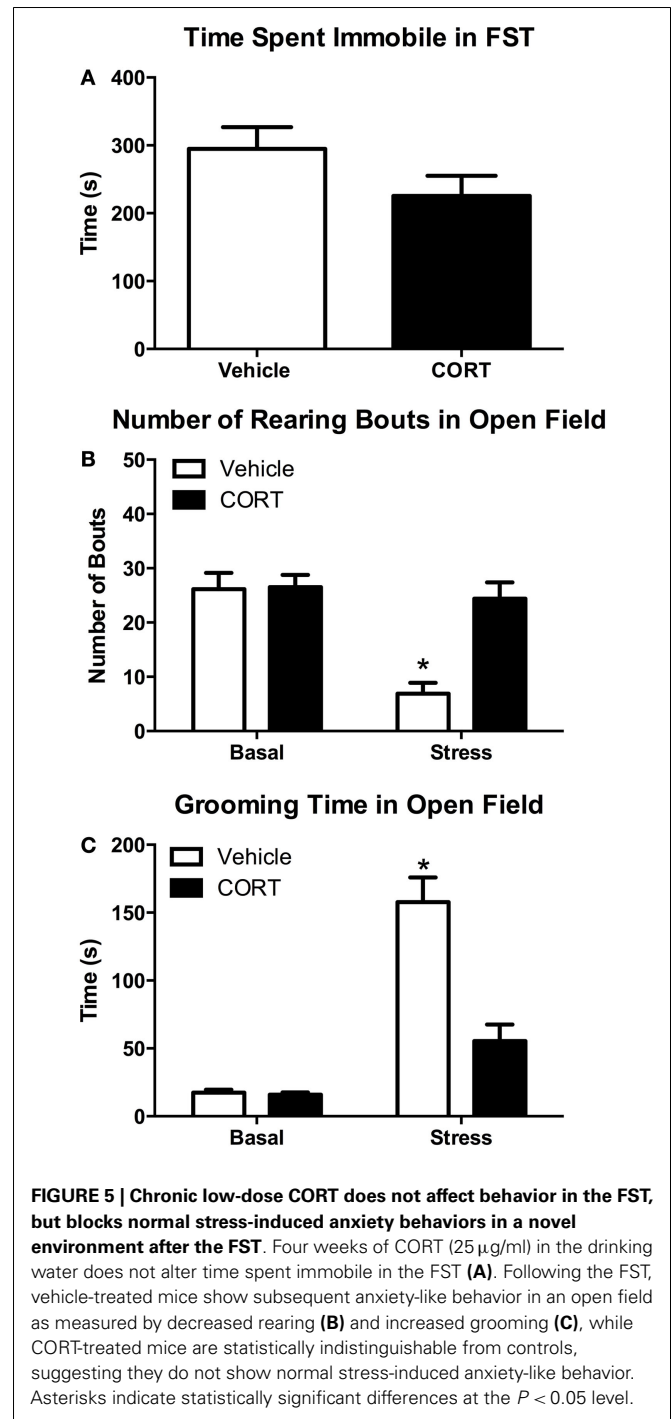 Time Spent Immobile in FST
A
400
300
200
100
0
Time (s)
Vehicle
CORT
Number of Rearing Bouts in Open Field
B
50
40
30
20
10
0
Number of Bouts
Vehicle
CORT
*
Basal
Stress
Grooming Time in Open Field
C
200
150
100
50
0
Time (s)
Vehicle
CORT
*
Basal
Stress
FIGURE 5 | Chronic low-dose CORT does not affect behavior in the FST,
but blocks normal stress-induced anxiety behaviors in a novel
environment after the FST. Four weeks of CORT (25 μg/ml) in the drinking
water does not alter time spent immobile in the FST (A). Following the FST,
vehicle-treated mice show subsequent anxiety-like behavior in an open field
as measured by decreased rearing (B) and increased grooming (C), while
CORT-treated mice are statistically indistinguishable from controls,
suggesting they do not show normal stress-induced anxiety-like behavior.
Asterisks indicate statistically significant differences at the P < 0.05 level.